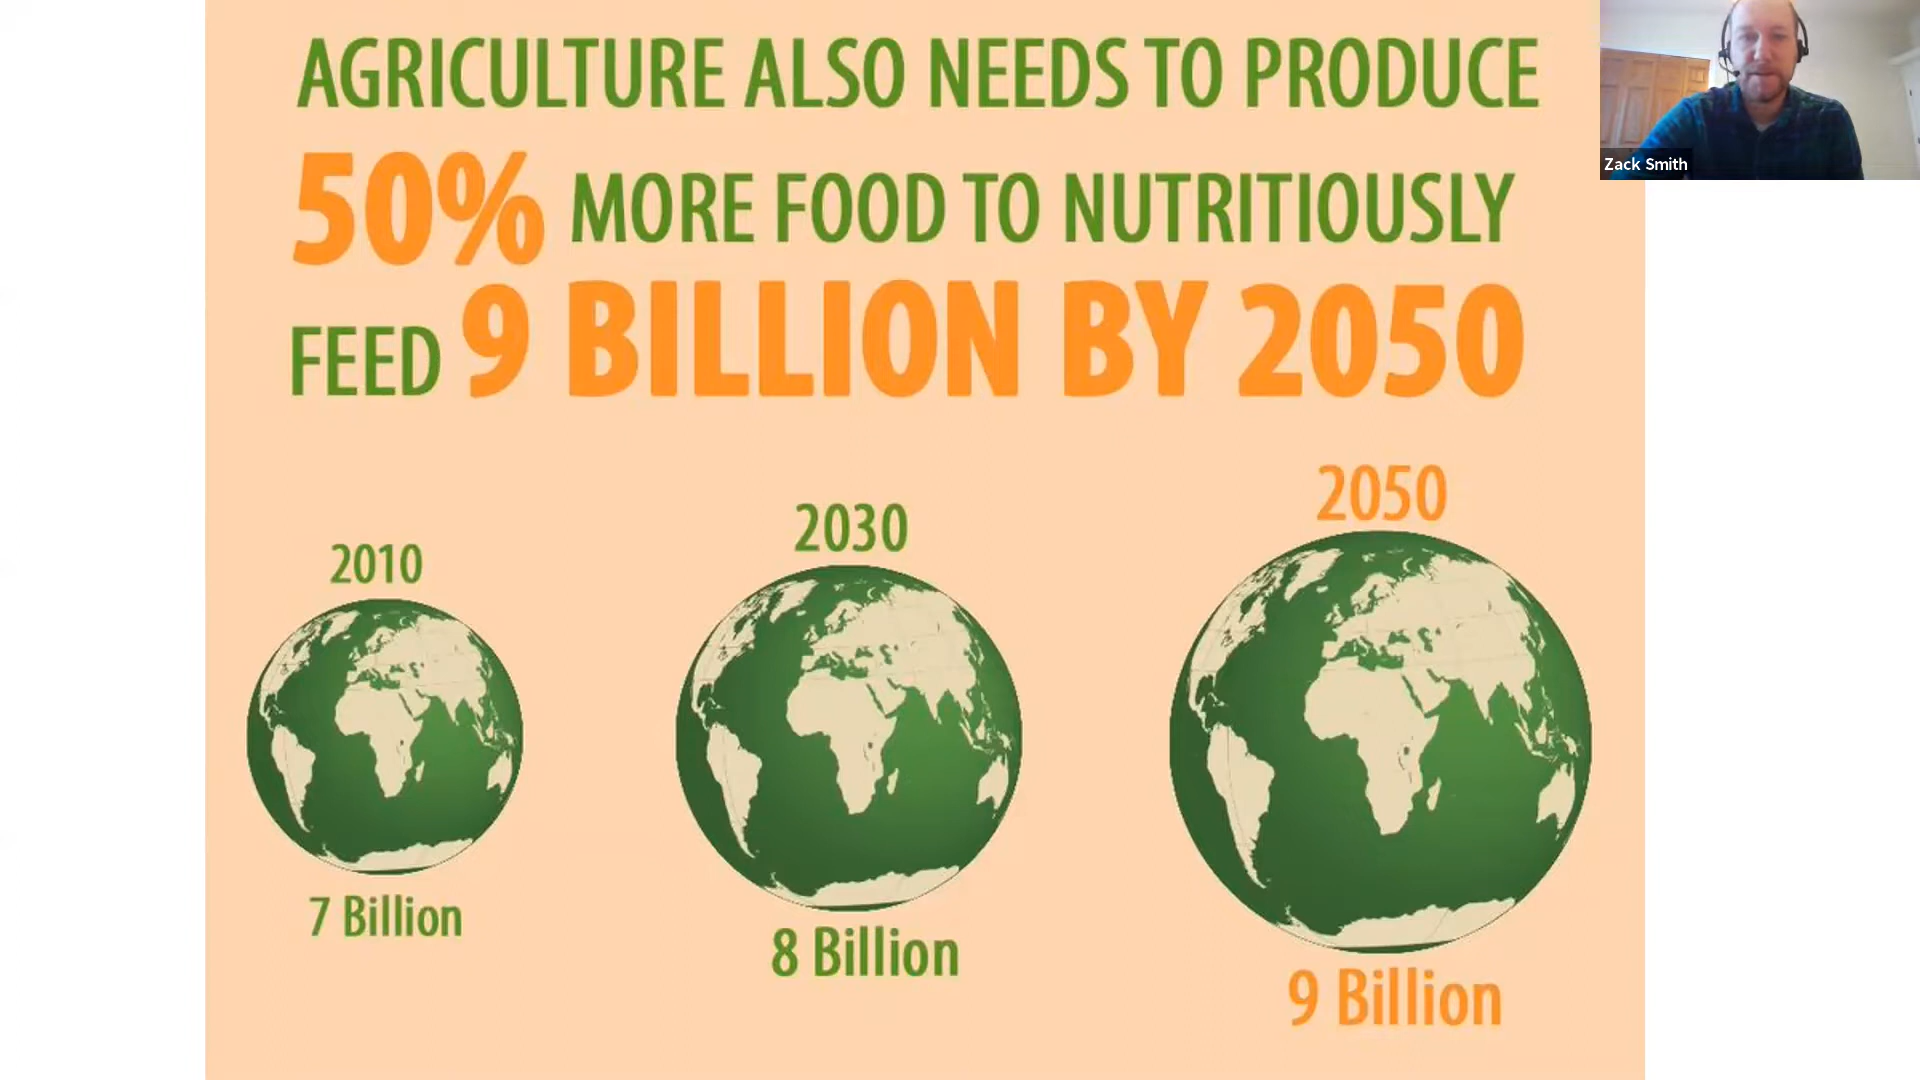 AGRICULTURE ALSO NEEDS TO PRODUCE
50% MORE FOOD TO NUTRITIOUSLY
FEED 9 BILLION BY 2050
2010
7 Billion
2030
8 Billion
2050
9 Billion
Zack Smith